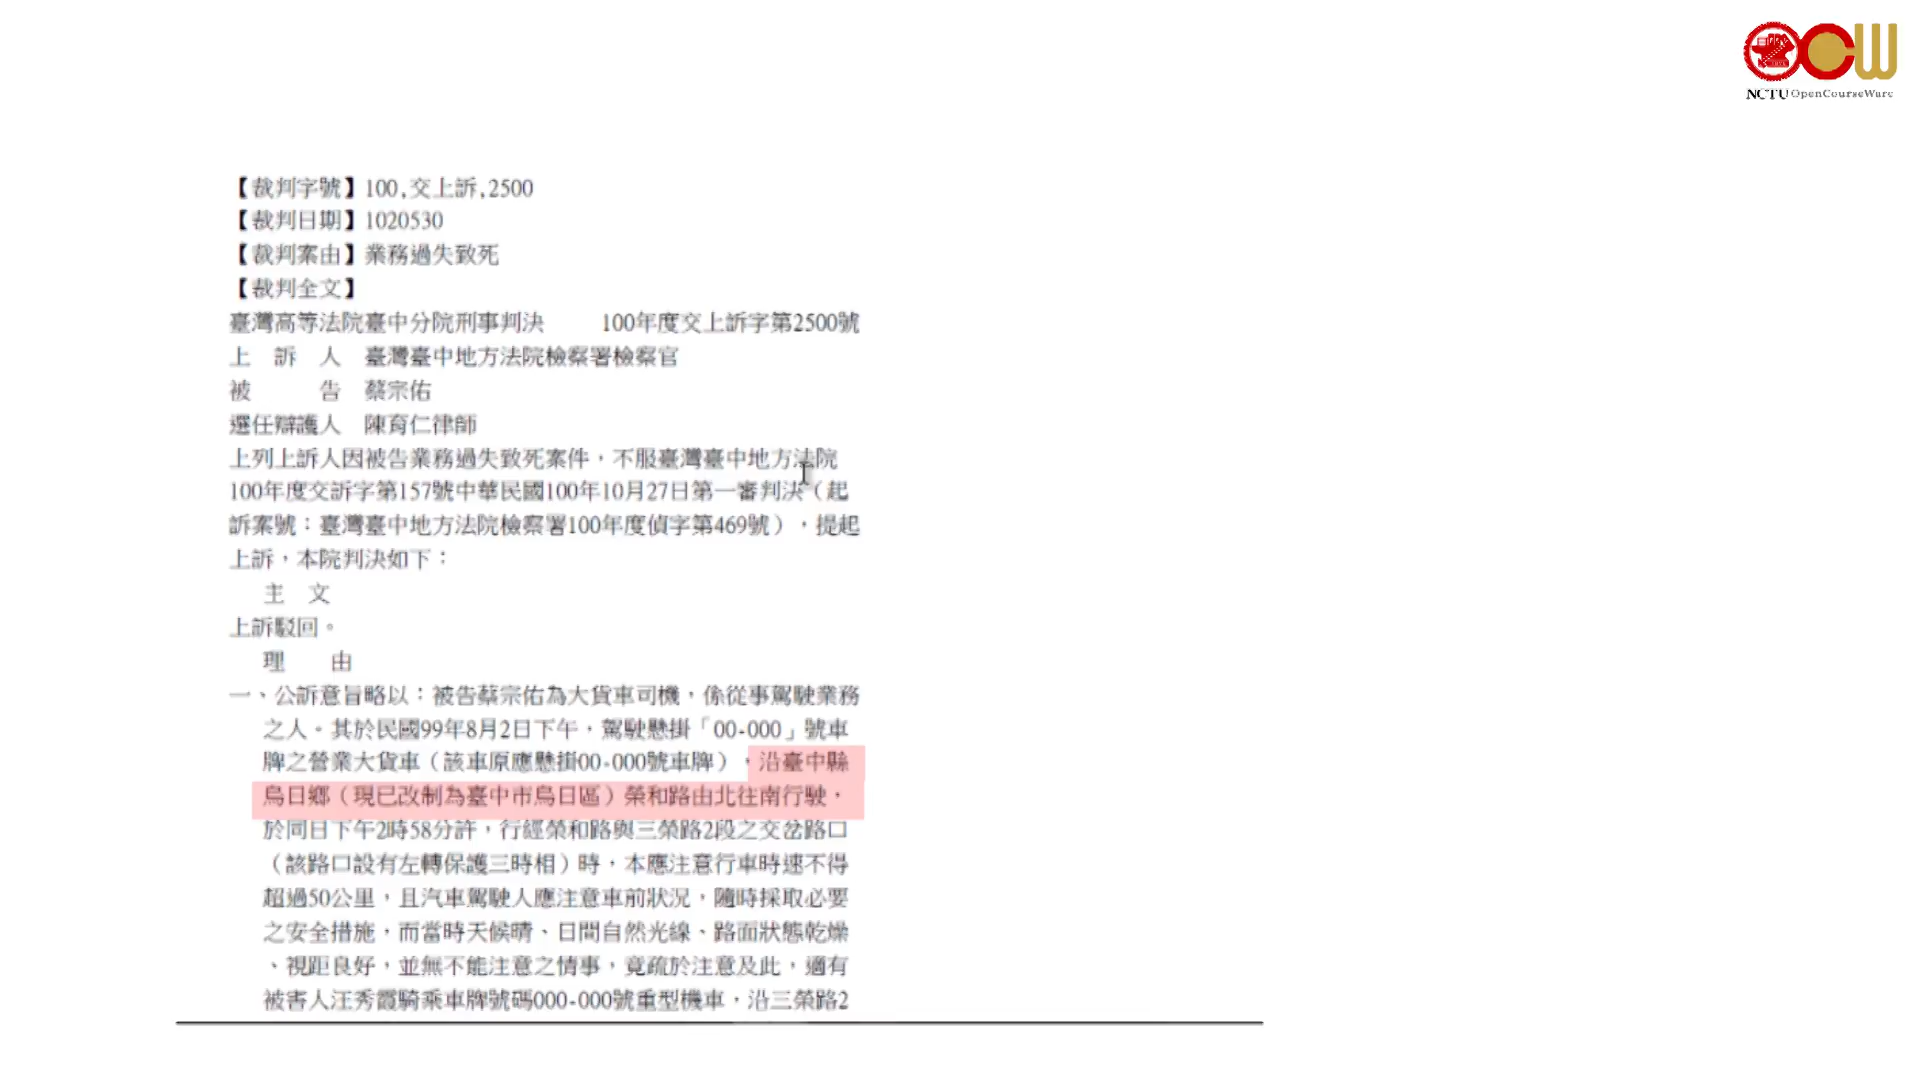 NCTU OpenCourseWare
【裁判字號】100,交上訴,2500
【裁判日期】1020530
【裁判案由】業務過失致死
【裁判全文】
臺灣高等法院臺中分院刑事判決 100年度交上訴字第2500號
上 訴 人 臺灣臺中地方法院檢察署檢察官
被 告 蔡宗佑
選任辯護人 陳育仁律師
上列上訴人因被告業務過失致死案件,不服臺灣臺中地方法院
100年度交訴字第157號中華民國100年10月27日第一審判決(起
訴案號:臺灣臺中地方法院檢察署100年度偵字第469號),提起
上訴,本院判決如下:
主 文
上訴駁回。
理 由
一、公訴意旨略以:被告蔡宗佑為大貨車司機,係從事駕駛業務
之人。其於民國99年8月2日下午,駕駛懸掛「00-000」號車
牌之營業大貨車(該車原應懸掛00-000號車牌),沿臺中縣
烏日鄉(現已改制為臺中市烏日區)榮和路由北往南行駛,
於同日下午2時58分許,行經榮和路與三榮路2段之交岔路口
(該路口設有左轉保護三時相)時,本應注意行車時速不得
超過50公里,且汽車駕駛人應注意車前狀況,隨時採取必要
之安全措施,而當時天候晴、日間自然光線、路面狀態乾燥
、視距良好,並無不能注意之情事,竟疏於注意及此,適有
被害人汪秀霞騎乘車牌號碼000-000號重型機車,沿三榮路2